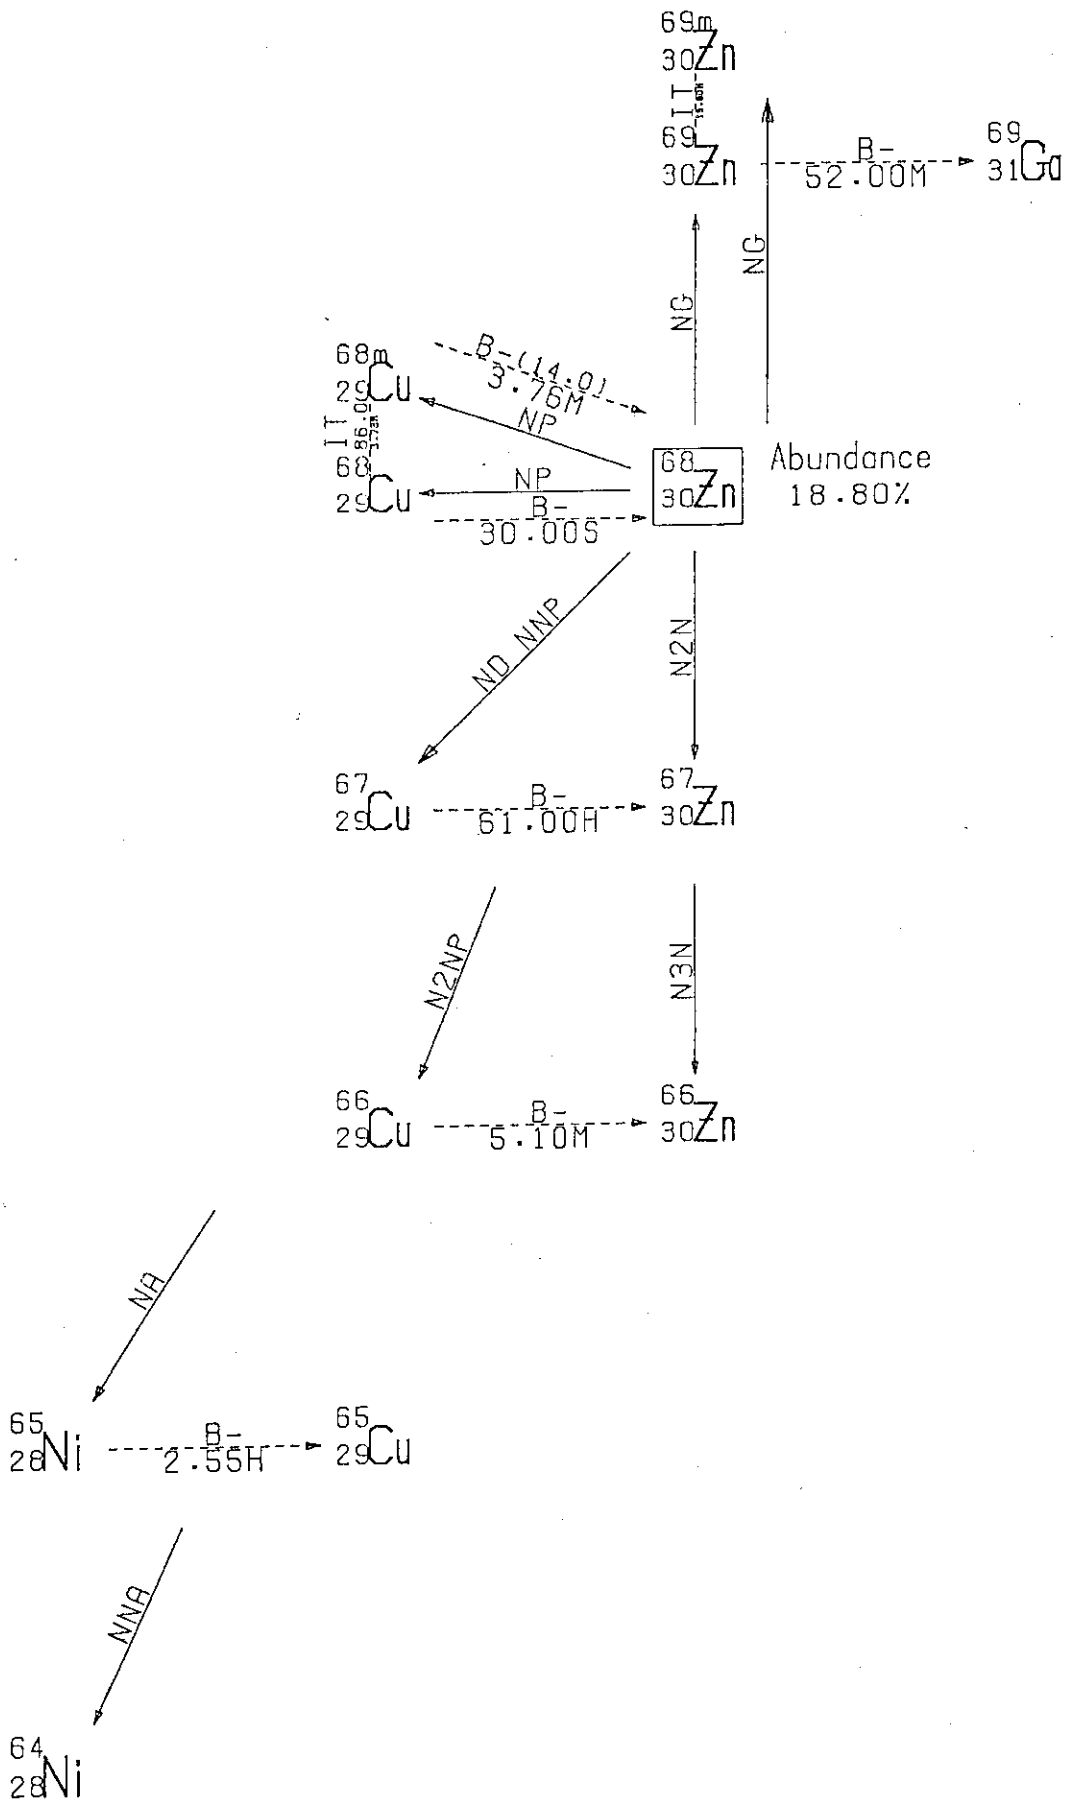 69m
30Zn
IT
69
30Zn
B-
52.00M
69
31Ga
NG
NG
68m
29Cu
B-(14.0)
3.76M
NP
IT
86.0
68
29Cu
NP
B-
30.00S
68
30Zn
Abundance
18.80%
ND NNP
N2N
67
29Cu
B-
61.00H
67
30Zn
N2NP
N3N
66
29Cu
B-
5.10M
66
30Zn
NA
65
28Ni
B-
2.55H
65
29Cu
NNA
64
28Ni